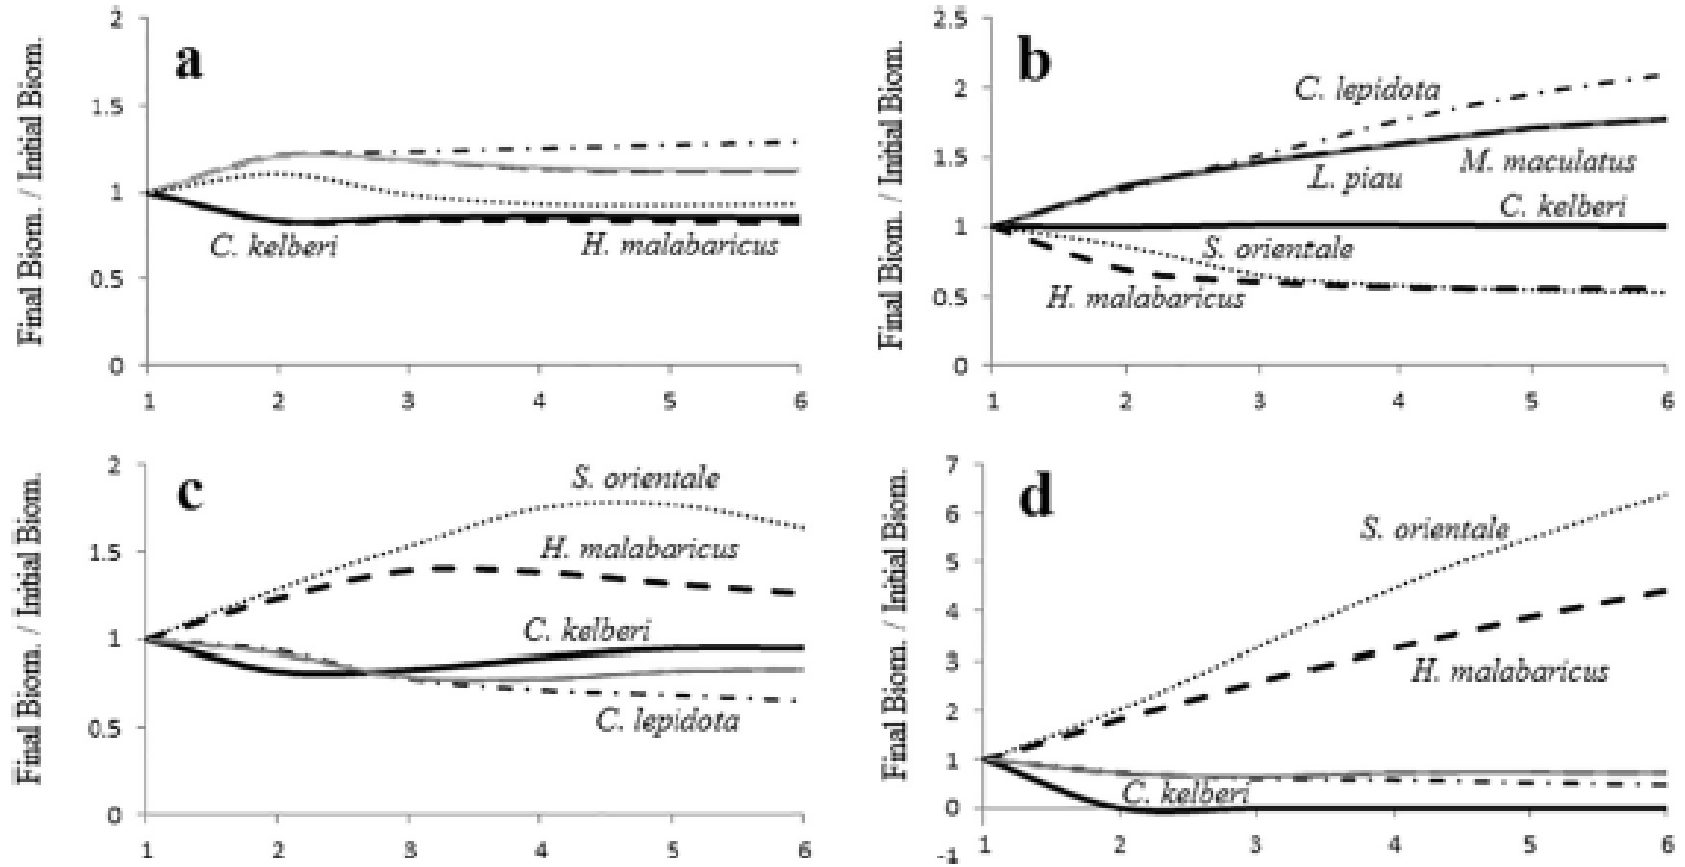 a
Final Biom. / Initial Biom.
2
1.5
1
0.5
0
C. kelberi
H. malabaricus
1 2 3 4 5 6
b
Final Biom. / Initial Biom.
2.5
2
1.5
1
0.5
0
C. lepidota
M. maculatus
L. piau
C. kelberi
S. orientale
H. malabaricus
1 2 3 4 5 6
c
Final Biom. / Initial Biom.
2
1.5
1
0.5
0
S. orientale
H. malabaricus
C. kelberi
C. lepidota
1 2 3 4 5 6
d
Final Biom. / Initial Biom.
7
6
5
4
3
2
1
0
-1
S. orientale
H. malabaricus
C. kelberi
1 2 3 4 5 6